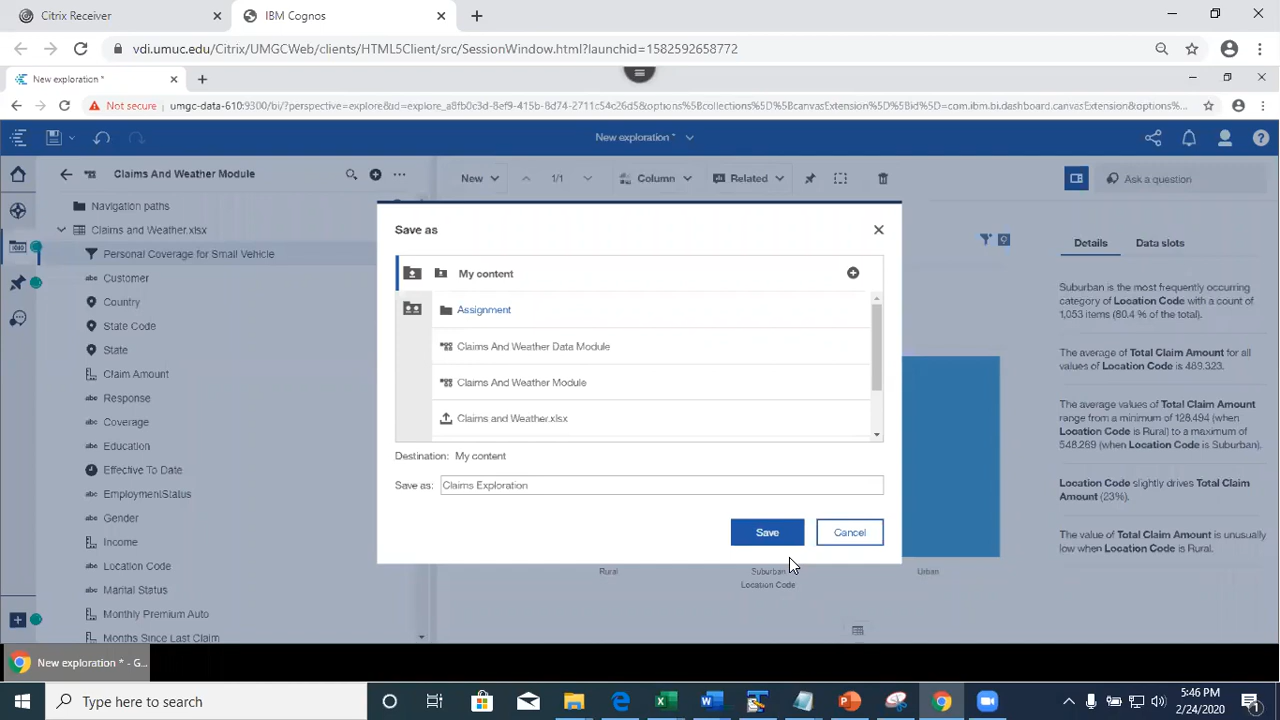 Citrix Receiver
IBM Cognos
vdi.umuc.edu/Citrix/UMGCWeb/clients/HTML5Client/src/SessionWindow.html?launchid=1582592658772
New exploration *
Not secure umgc-data-610:9300/bi/?perspective=explore&id=explore_a8fb0c3d-8ef9-415b-8d74-2711c54c26d5&options%5Bcollections%5D%5BcanvasExtension%5D%5Bid%5D=com.ibm.bi.dashboard.canvasExtension&options%...
New exploration *
Claims And Weather Module
New
1/1
Column
Related
Ask a question
Navigation paths
Claims and Weather.xlsx
Personal Coverage for Small Vehicle
abc Customer
Country
State Code
State
Claim Amount
abc Response
abc Coverage
abc Education
Effective To Date
abc EmploymentStatus
abc Gender
Income
abc Location Code
abc Marital Status
Monthly Premium Auto
Months Since Last Claim
Save as
My content
Assignment
Claims And Weather Data Module
Claims And Weather Module
Claims and Weather.xlsx
Destination: My content
Save as: Claims Exploration
Save
Cancel
Rural
Suburban
Urban
Location Code
Details
Data slots
Suburban is the most frequently occurring
category of Location Code with a count of
1,053 items (80.4 % of the total).
The average of Total Claim Amount for all
values of Location Code is 489.323.
The average values of Total Claim Amount
range from a minimum of 128.494 (when
Location Code is Rural) to a maximum of
548.269 (when Location Code is Suburban).
Location Code slightly drives Total Claim
Amount (23%).
The value of Total Claim Amount is unusually
low when Location Code is Rural.
New exploration * - G...
Type here to search
5:46 PM
2/24/2020